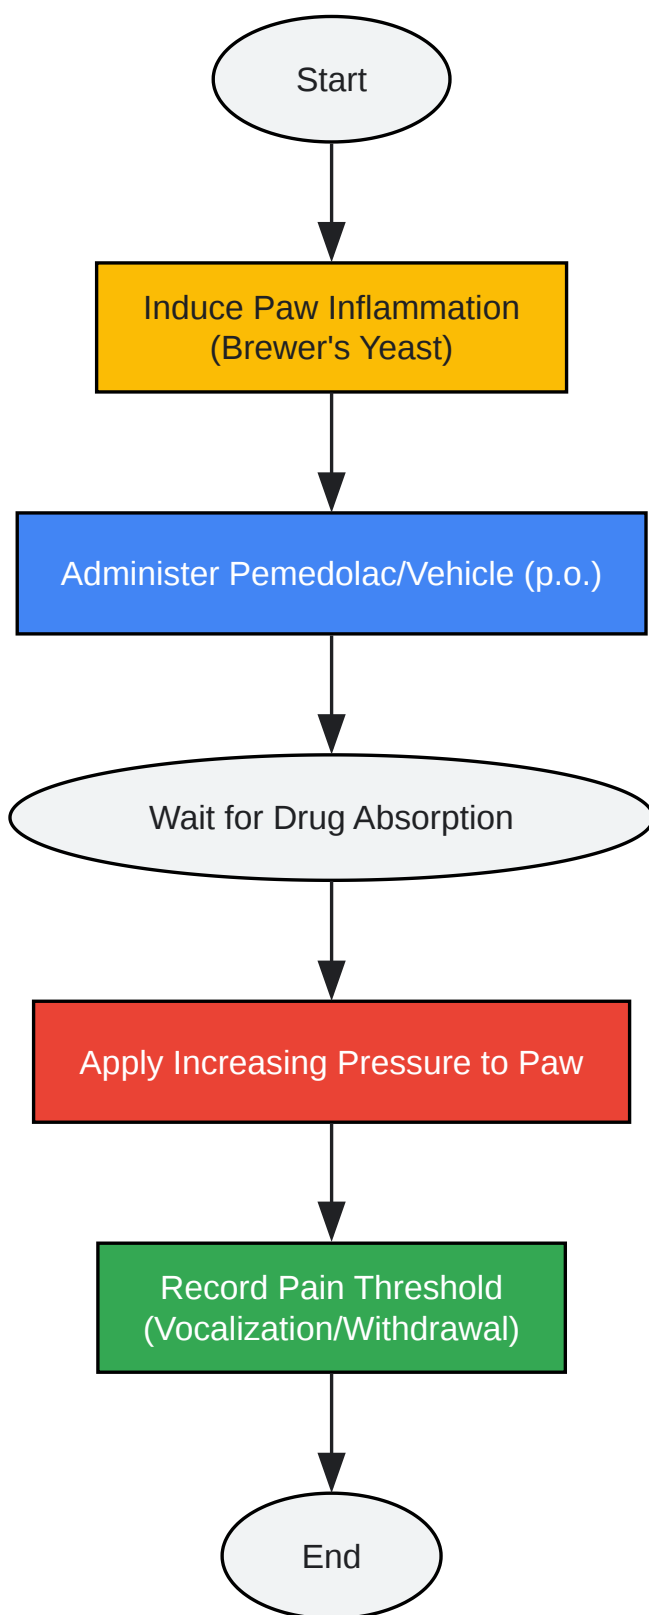 Start
Induce Paw Inflammation
(Brewer's Yeast)
Administer Pemedolac/Vehicle (p.o.)
Wait for Drug Absorption
Apply Increasing Pressure to Paw
Record Pain Threshold
(Vocalization/Withdrawal)
End